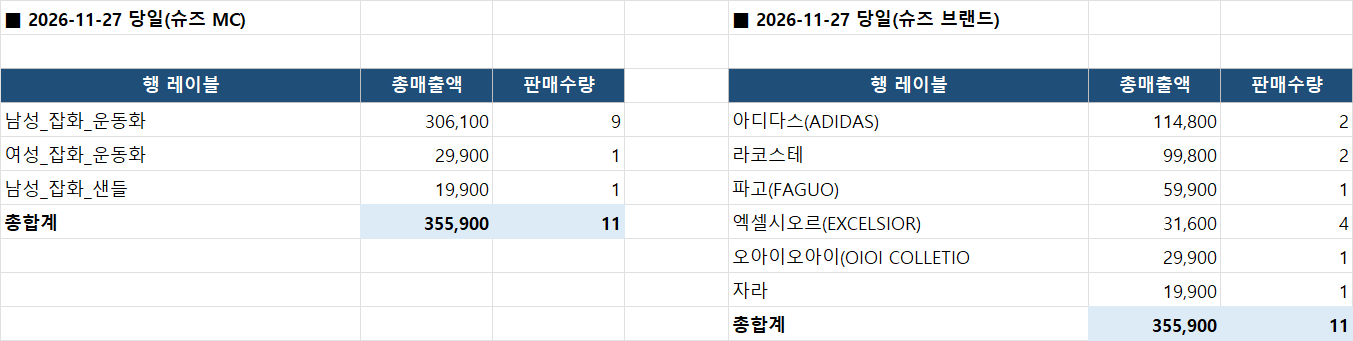 ■ 2026-11-27 당일(슈즈 MC)
행 레이블 총매출액 판매수량
남성_잡화_운동화 306,100 9
여성_잡화_운동화 29,900 1
남성_잡화_샌들 19,900 1
총합계 355,900 11
■ 2026-11-27 당일(슈즈 브랜드)
행 레이블 총매출액 판매수량
아디다스(ADIDAS) 114,800 2
라코스테 99,800 2
파고(FAGUO) 59,900 1
엑셀시오르(EXCELSIOR) 31,600 4
오아이오아이(OIOI COLLETIO 29,900 1
자라 19,900 1
총합계 355,900 11